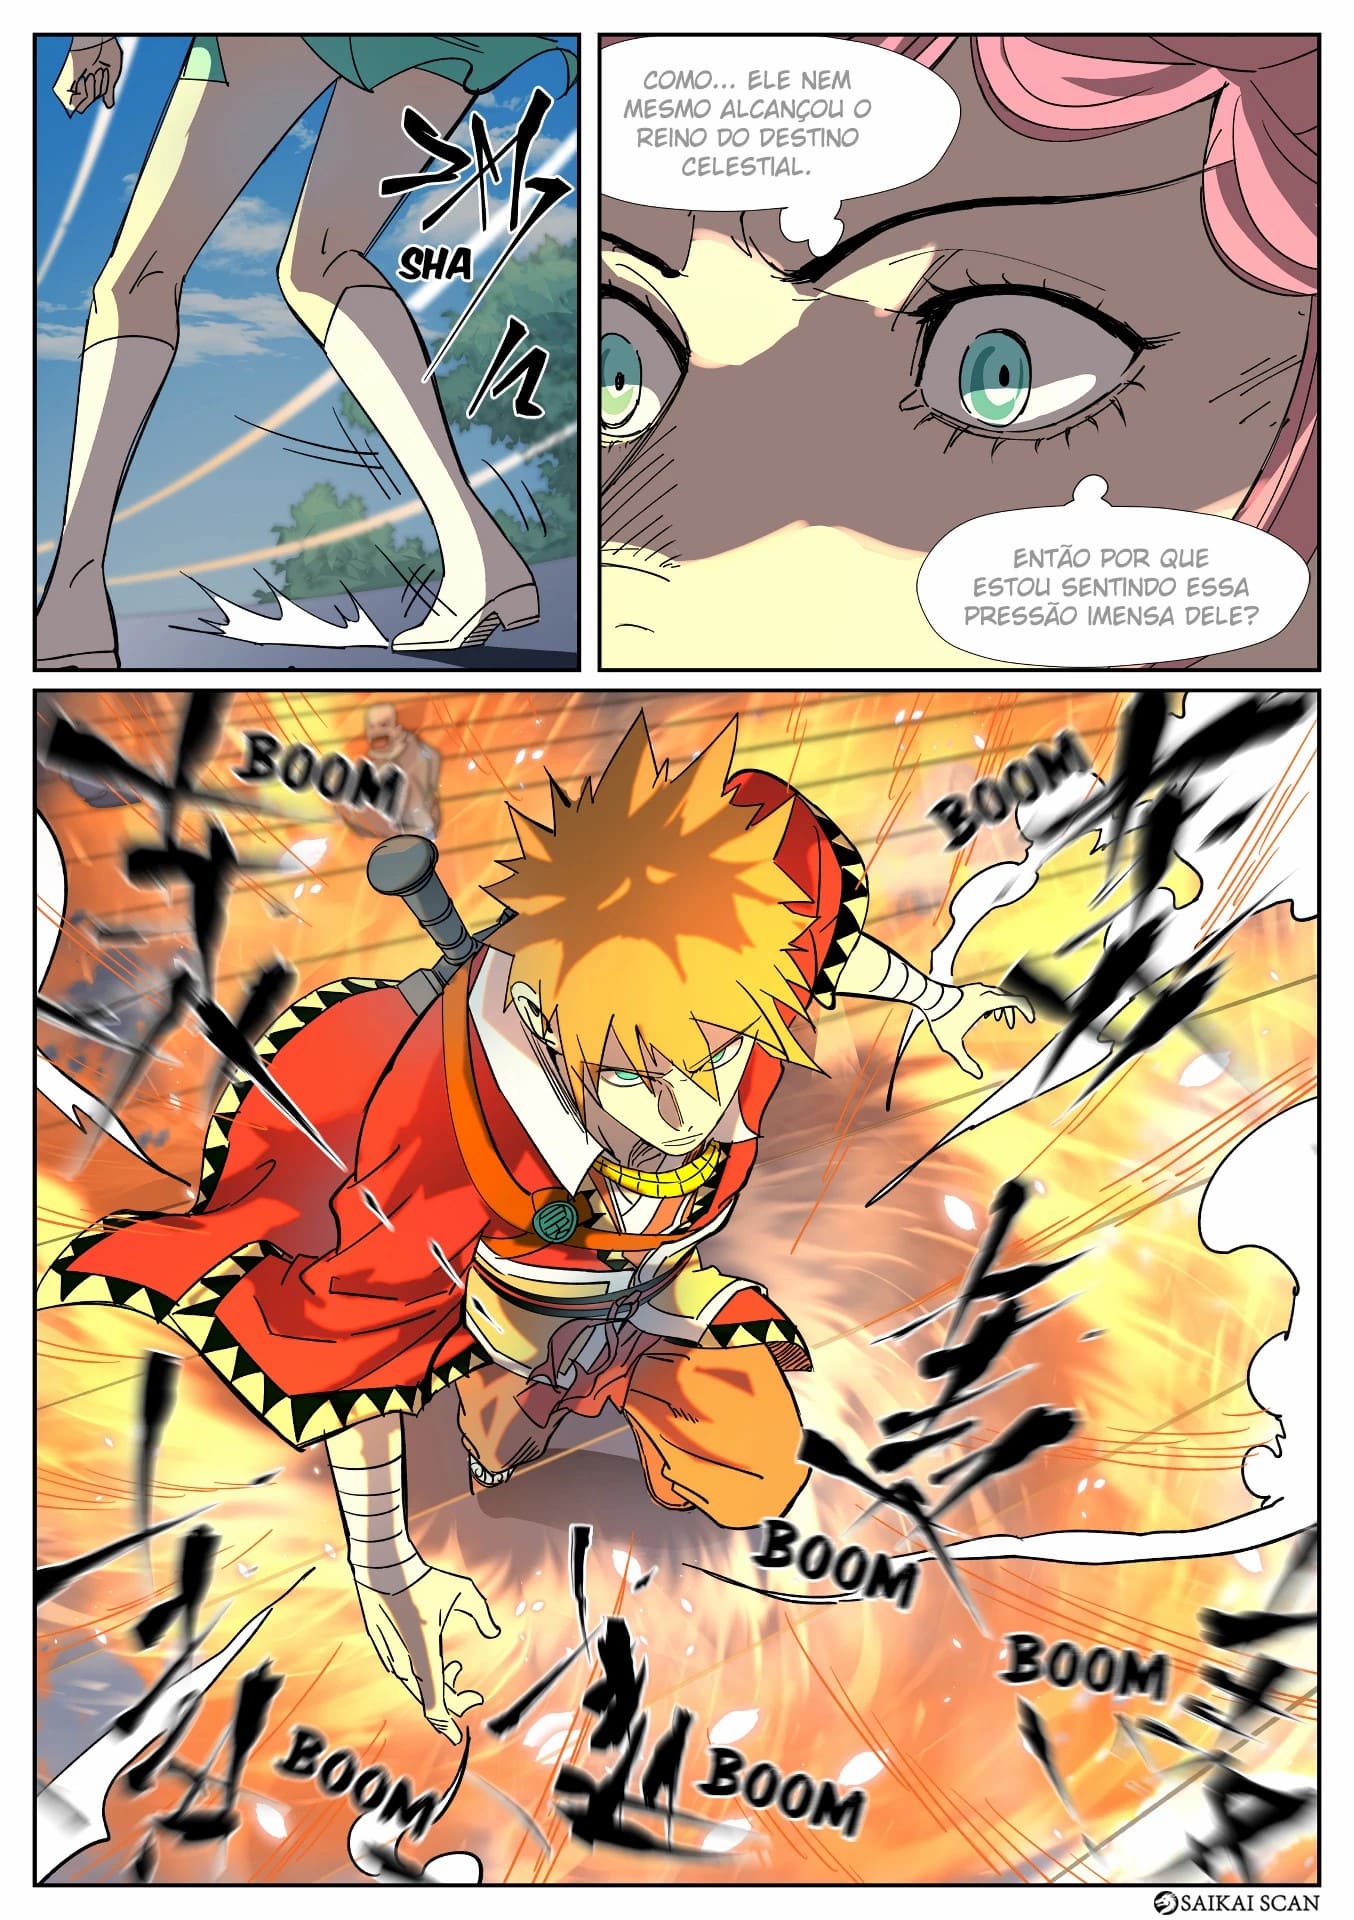 SHA
COMO... ELE NEM
MESMO ALCANÇOU O
REINO DO DESTINO
CELESTIAL.
ENTÃO POR QUE
ESTOU SENTINDO ESSA
PRESSÃO IMENSA DELE?
BOOM
BOOM
BOOM
BOOM
BOOM
BOOM
SAIKAI SCAN